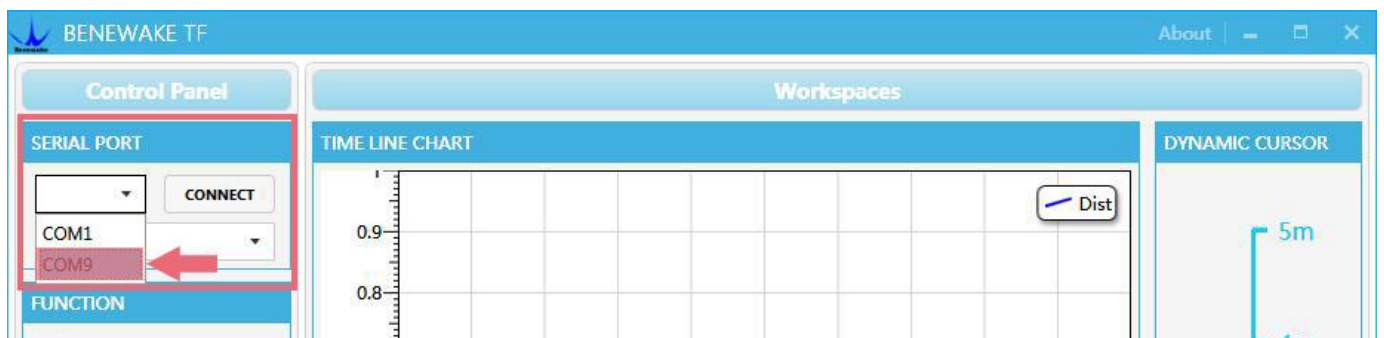 BENEWAKE TF
About
Control Panel
Workspaces
SERIAL PORT
TIME LINE CHART
DYNAMIC CURSOR
CONNECT
COM1
COM9
Dist
0.9
0.8
5m
FUNCTION